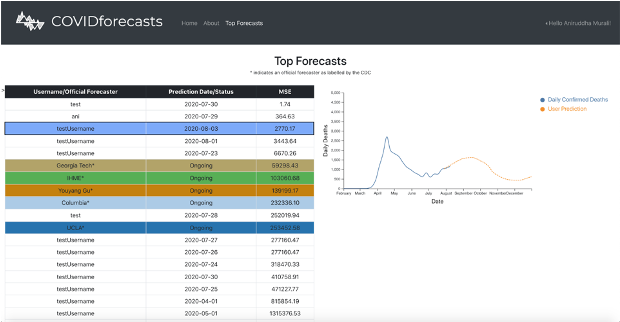 COVIDforecasts Home About Top Forecasts • Hello Aniruddha Murali!
Top Forecasts
* indicates an official forecaster as labelled by the CDC
Username/Official Forecaster Prediction Date/Status MSE
test 2020-07-30 1.74
ani 2020-07-29 364.63
testUsername 2020-08-03 2770.17
testUsername 2020-08-01 3443.64
testUsername 2020-07-23 6670.26
Georgia Tech* Ongoing 59298.43
IHME* Ongoing 103080.88
Youyang Gu* Ongoing 139199.17
Columbia* Ongoing 232336.10
test 2020-07-28 252019.94
UCLA* Ongoing
testUsername 2020-07-27 277160.47
testUsername 2020-07-26 277160.47
testUsername 2020-07-24 318470.33
testUsername 2020-07-30 410758.91
testUsername 2020-07-25 471227.77
testUsername 2020-04-01 815854.19
testUsername 2020-05-01 1315376.53
5,000
4,500
4,000
3,500
3,000
2,500
2,000
1,500
1,000
500
0
Daily Deaths
February March April May June July August September October November December
Date
Daily Confirmed Deaths
User Prediction